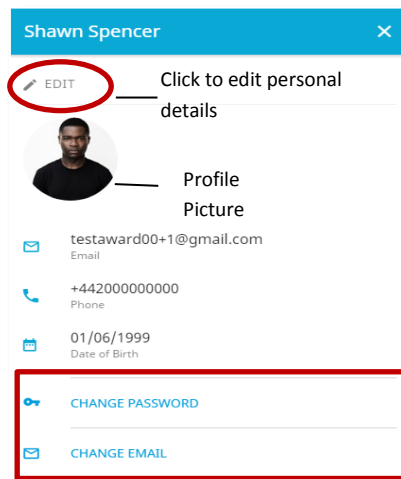 Shawn Spencer
EDIT
Click to edit personal
details
Profile
Picture
testaward00+1@gmail.com
Email
+442000000000
Phone
01/06/1999
Date of Birth
CHANGE PASSWORD
CHANGE EMAIL